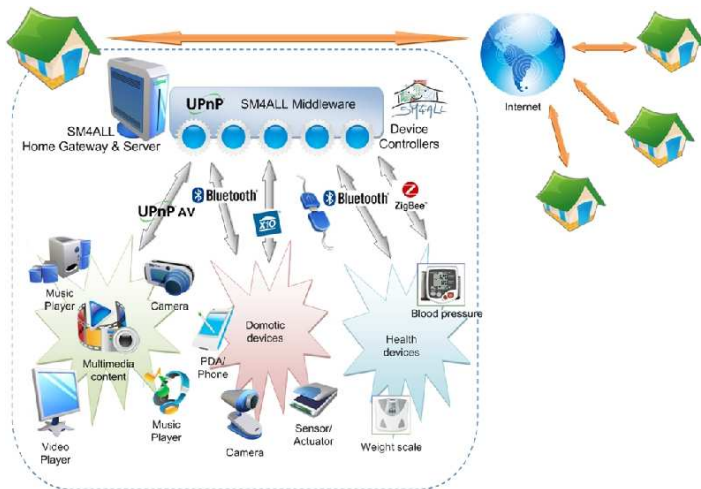 Internet
UPnP SM4ALL Middleware
SM4ALL
SM4ALL
Home Gateway & Server
Device
Controllers
UPnP AV
Bluetooth
X10
Bluetooth
ZigBee
Music
Player
Camera
Multimedia
content
Video
Player
Music
Player
PDA/
Phone
Domotic
devices
Camera
Sensor/
Actuator
Blood pressure
Health
devices
Weight scale